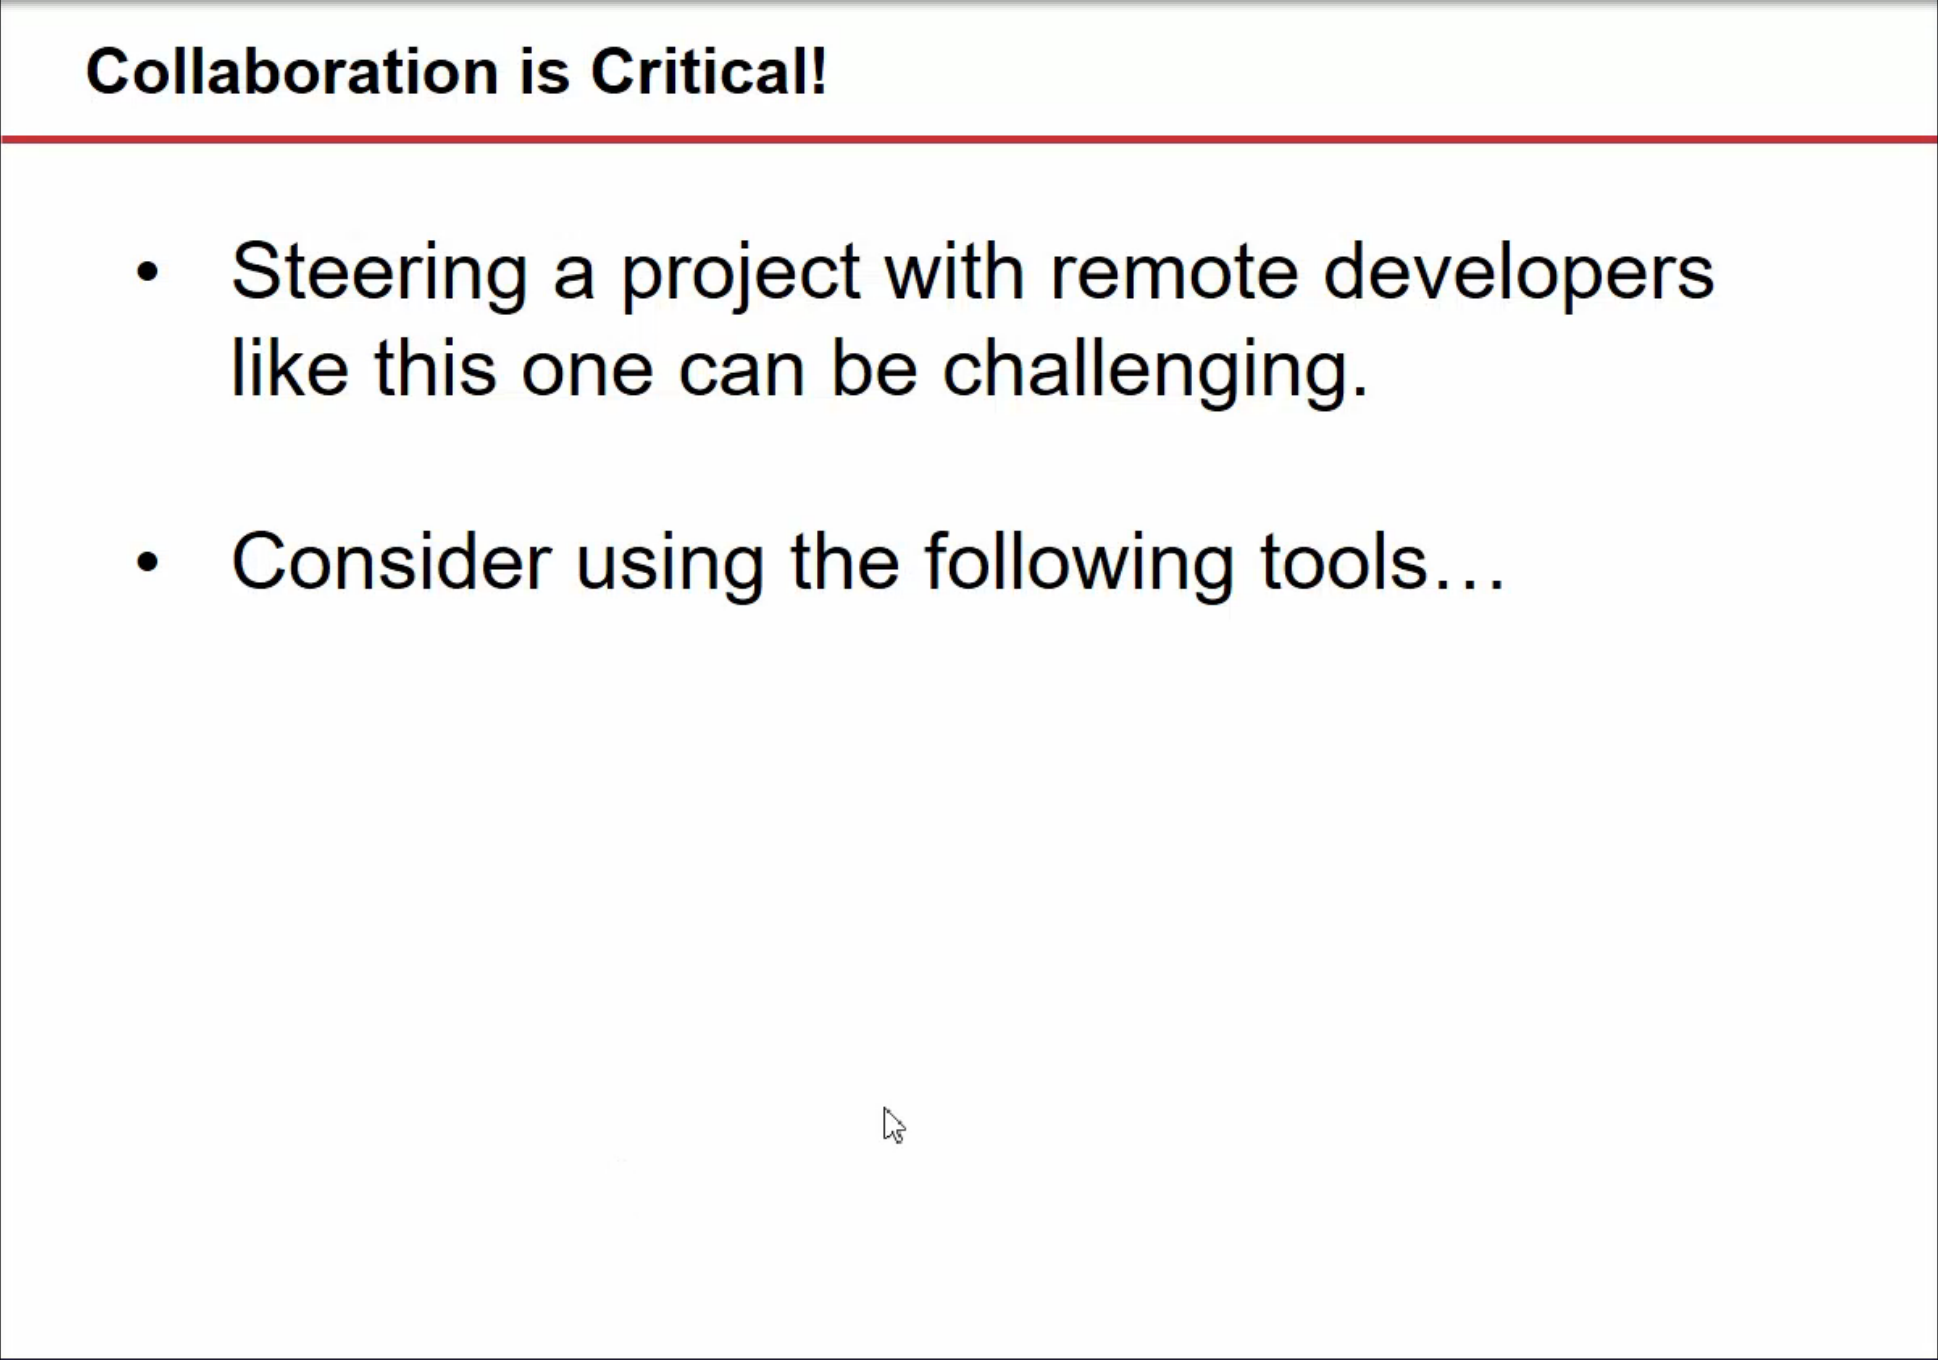 Collaboration is Critical!
• Steering a project with remote developers
like this one can be challenging.
• Consider using the following tools…